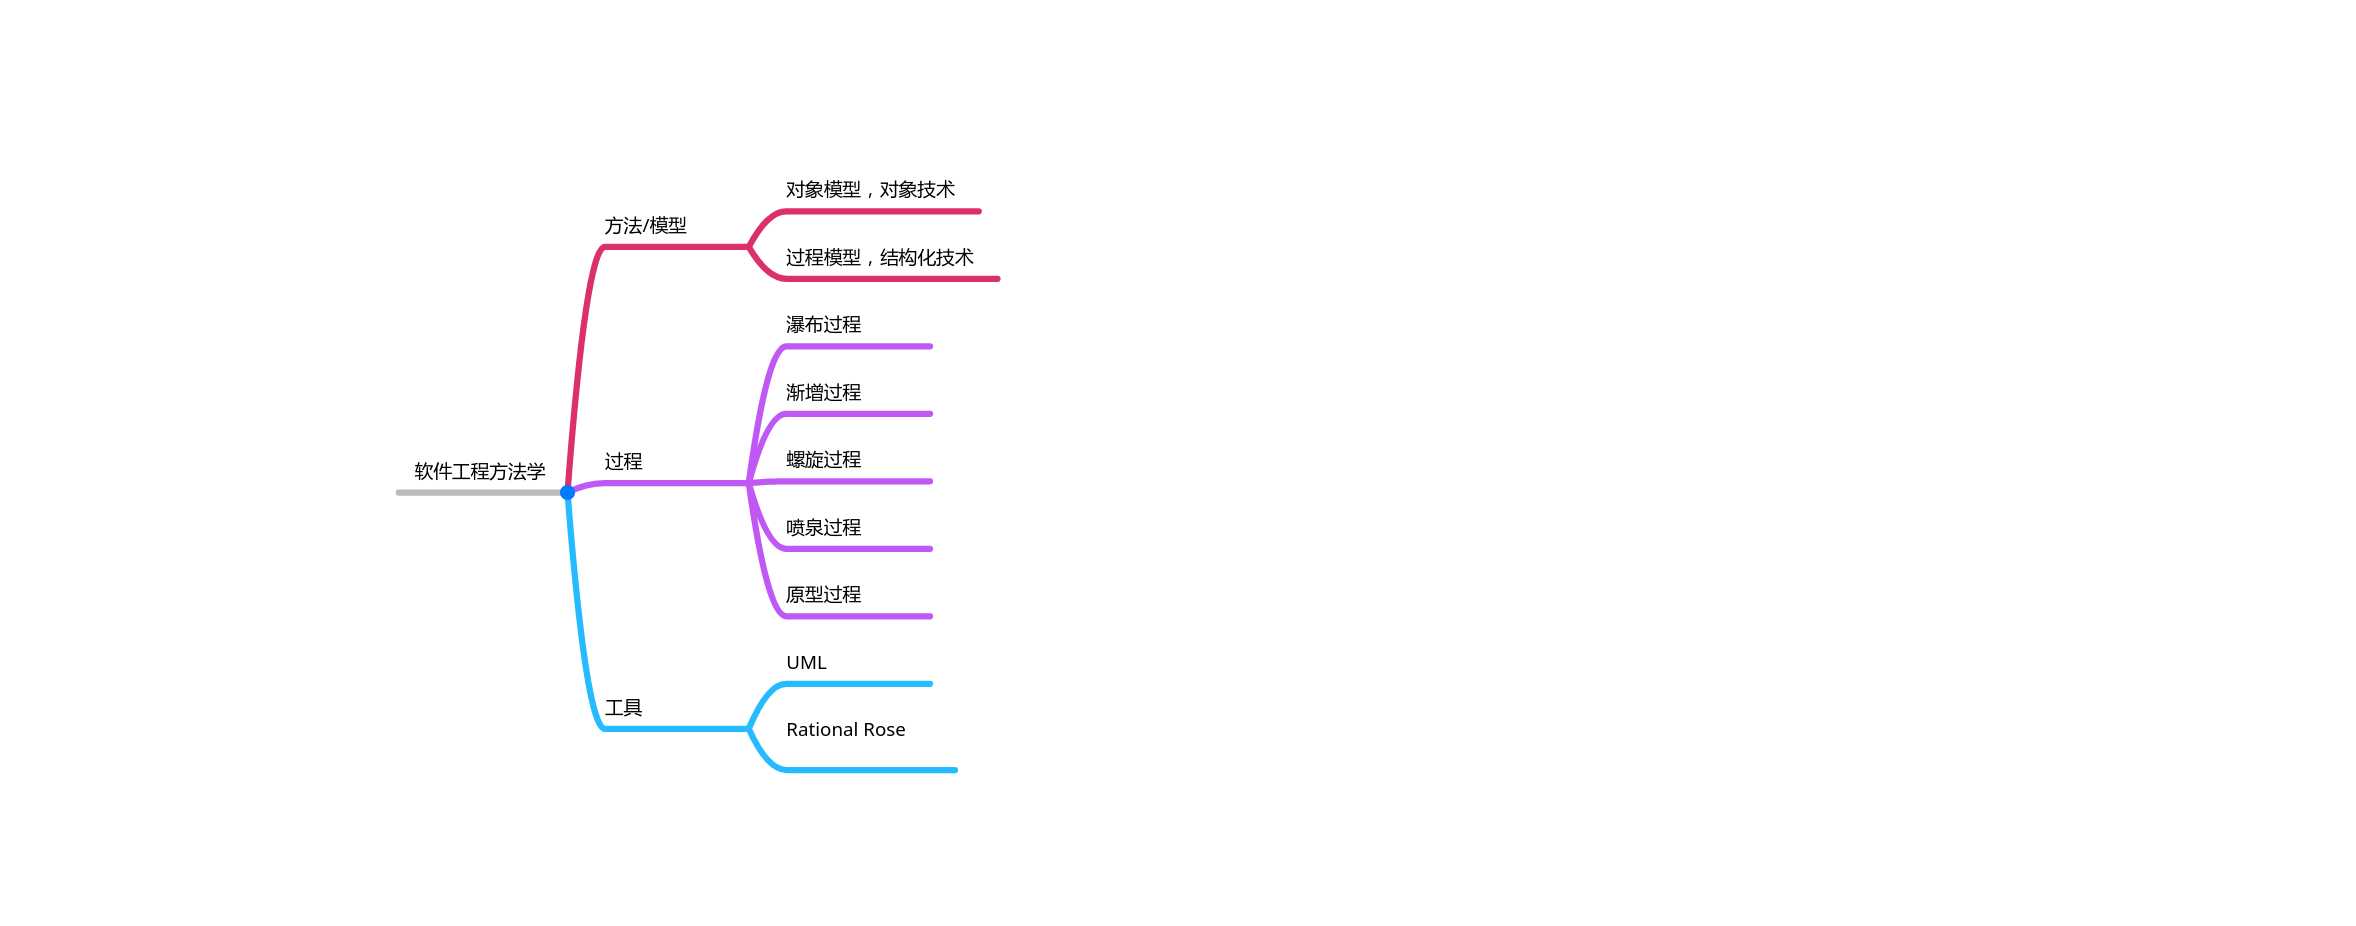 软件工程方法学
方法/模型
对象模型，对象技术
过程模型，结构化技术
过程
瀑布过程
渐增过程
螺旋过程
喷泉过程
原型过程
工具
UML
Rational Rose